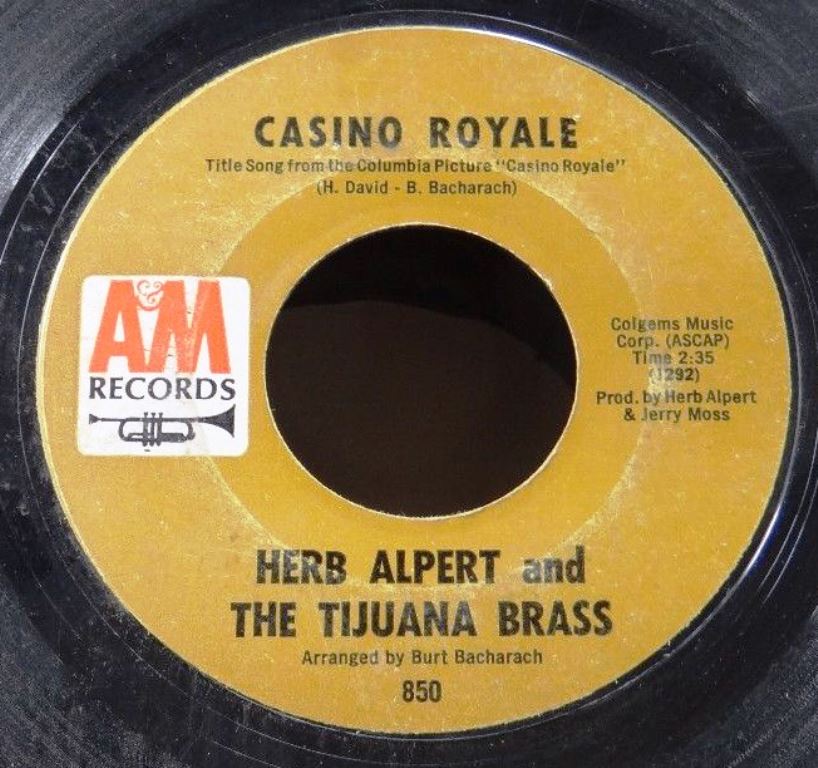 CASINO ROYALE
Title Song from the Columbia Picture "Casino Royale"
(H. David - B. Bacharach)
A&M
RECORDS
Colgems Music
Corp. (ASCAP)
Time 2:35
(1292)
Prod. by Herb Alpert
& Jerry Moss
HERB ALPERT and
THE TIJUANA BRASS
Arranged by Burt Bacharach
850